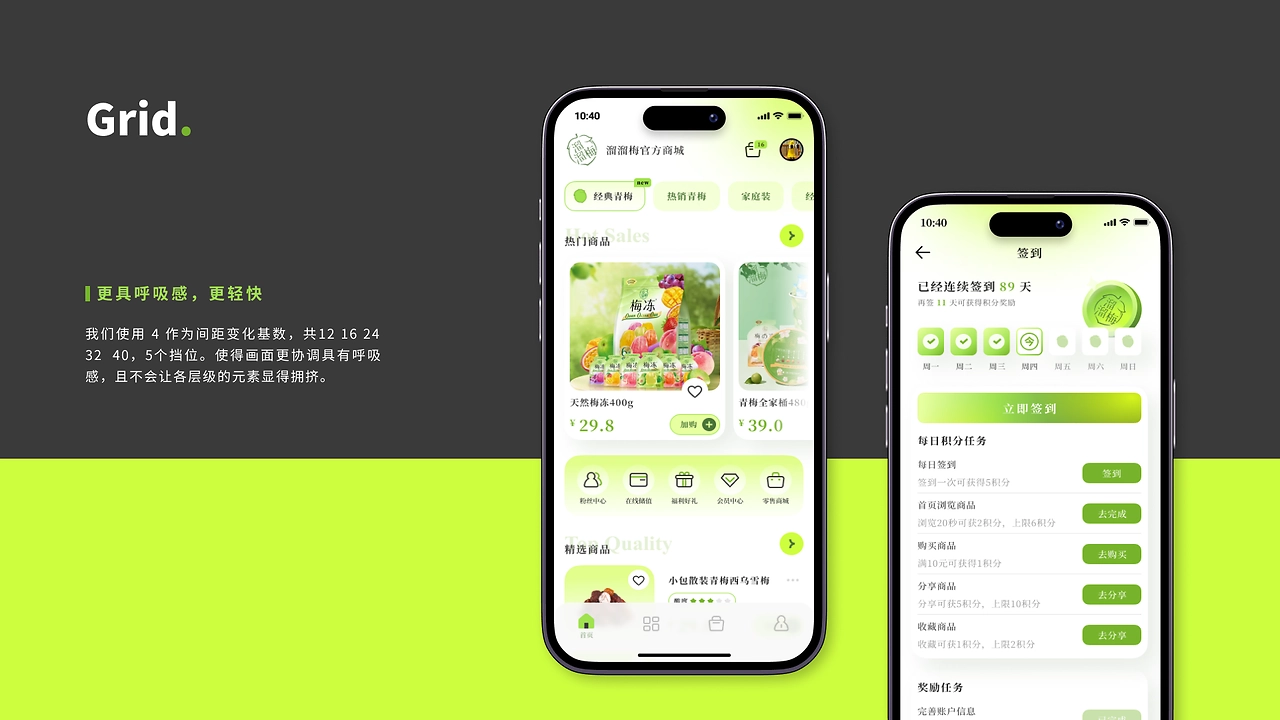 Grid.
更具呼吸感，更轻快
我们使用 4 作为间距变化基数，共12 16 24
32 40，5个挡位。使得画面更协调具有呼吸
感，且不会让各层级的元素显得拥挤。
10:40
溜溜梅
溜溜梅官方商城
16
new
经典青梅
热销青梅
家庭装
Hot Sales
热门商品
梅冻
天然梅冻400g
¥ 29.8
加购
青梅全家桶480
¥ 39.0
粉丝中心
在线储值
福利好礼
会员中心
零售商城
Top Quality
精选商品
小包散装青梅西乌雪梅
酸度
首页
10:40
签到
已经连续签到 89 天
再签 11 天可获得积分奖励
溜溜梅
今
周一
周二
周三
周四
周五
周六
周日
立即签到
每日积分任务
每日签到
签到一次可获得5积分
签到
首页浏览商品
浏览20秒可获2积分，上限6积分
去完成
购买商品
满10元可获得1积分
去购买
分享商品
分享可获5积分，上限10积分
去分享
收藏商品
收藏可获1积分，上限2积分
去分享
奖励任务
完善账户信息
已完成